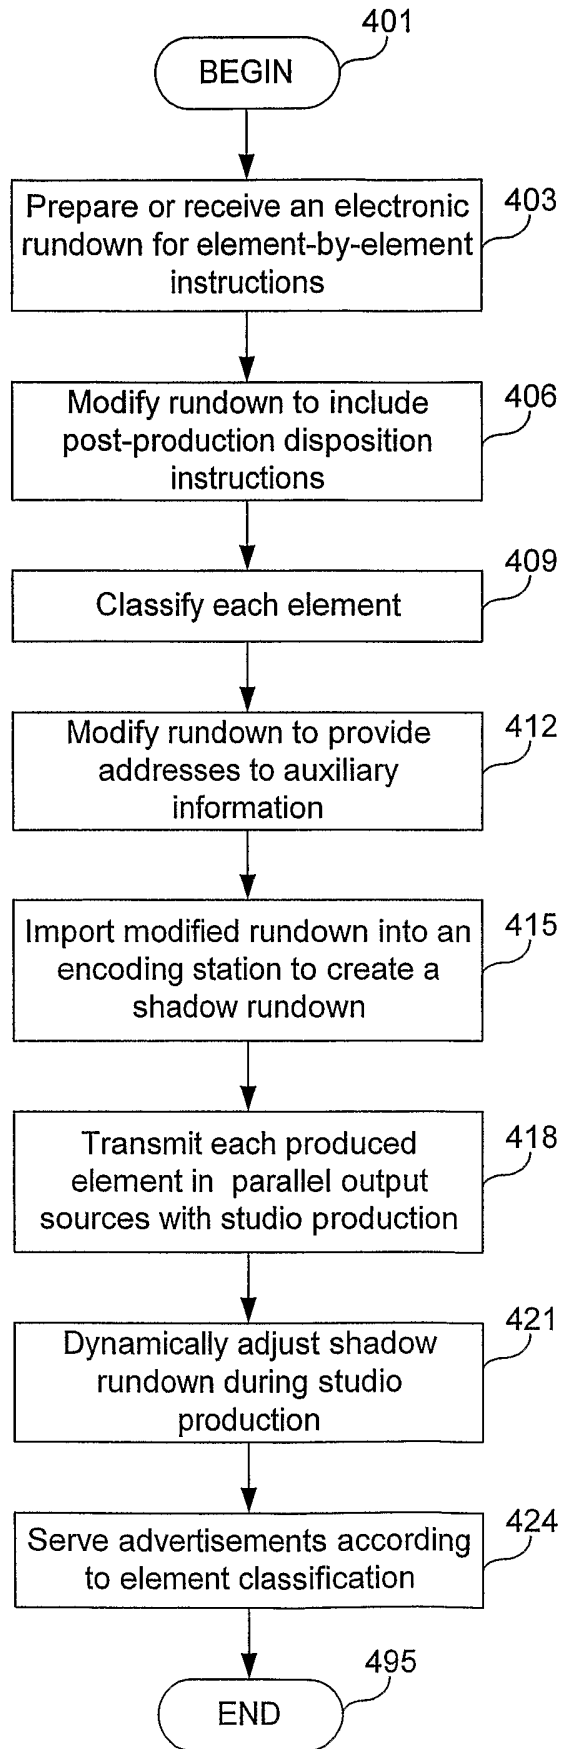 401
BEGIN
403
Prepare or receive an electronic
rundown for element-by-element
instructions
406
Modify rundown to include
post-production disposition
instructions
409
Classify each element
412
Modify rundown to provide
addresses to auxiliary
information
415
Import modified rundown into an
encoding station to create a
shadow rundown
418
Transmit each produced
element in parallel output
sources with studio production
421
Dynamically adjust shadow
rundown during studio
production
424
Serve advertisements according
to element classification
495
END